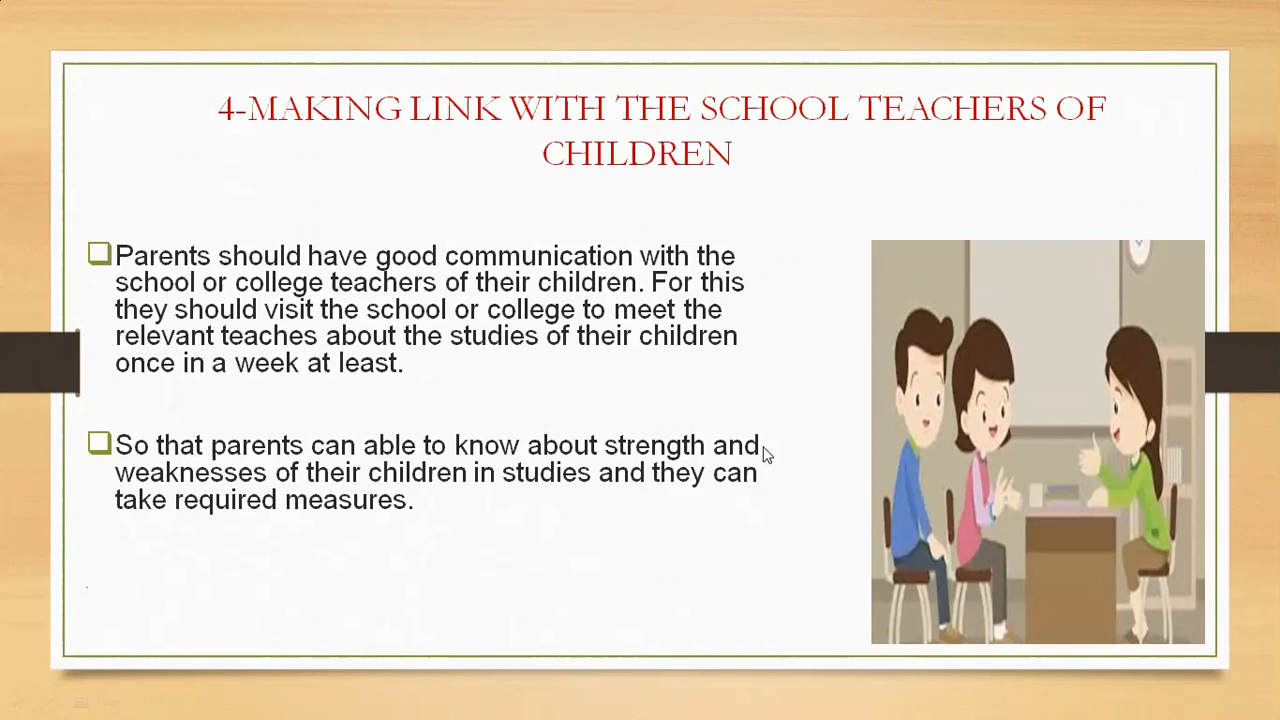 4-MAKING LINK WITH THE SCHOOL TEACHERS OF
CHILDREN
Parents should have good communication with the
school or college teachers of their children. For this
they should visit the school or college to meet the
relevant teaches about the studies of their children
once in a week at least.
So that parents can able to know about strength and
weaknesses of their children in studies and they can
take required measures.
.